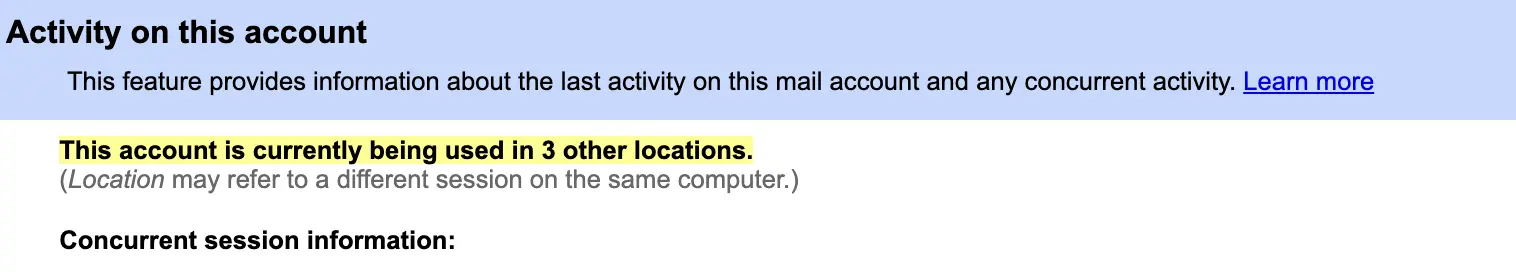 Activity on this account
This feature provides information about the last activity on this mail account and any concurrent activity. Learn more
This account is currently being used in 3 other locations.
(Location may refer to a different session on the same computer.)
Concurrent session information: